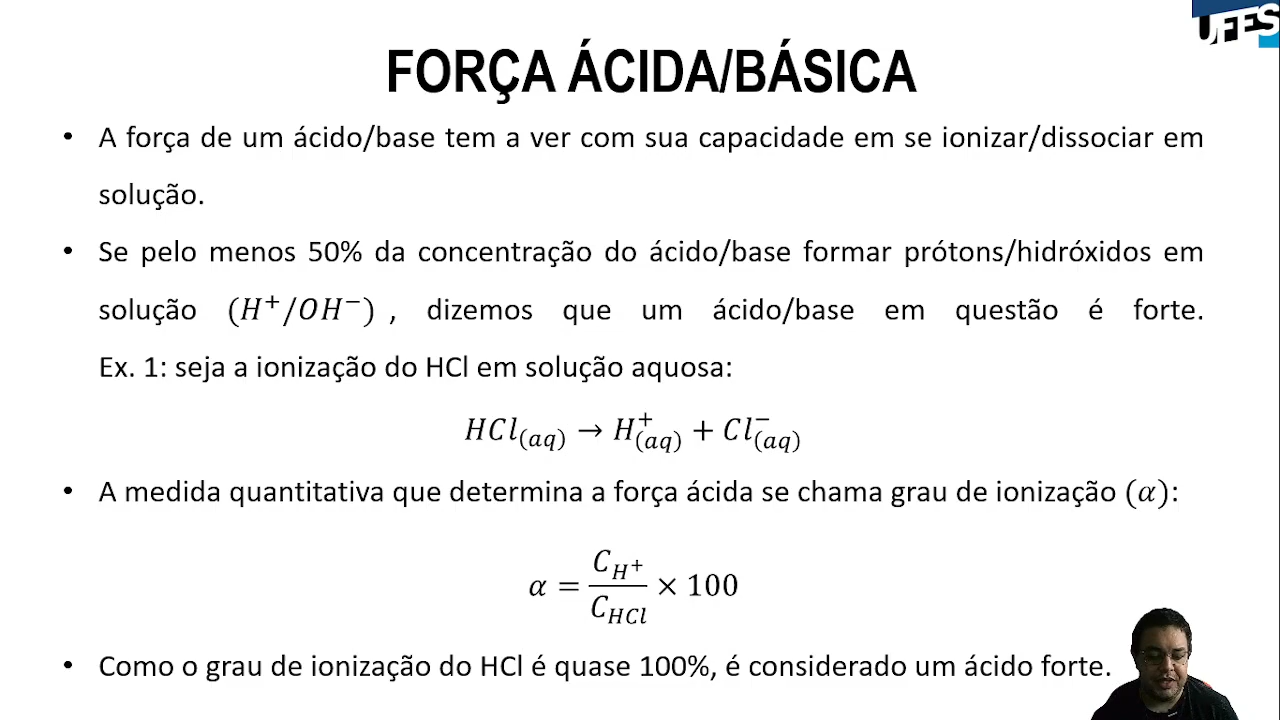 UFES
FORÇA ÁCIDA/BÁSICA
• A força de um ácido/base tem a ver com sua capacidade em se ionizar/dissociar em
solução.
• Se pelo menos 50% da concentração do ácido/base formar prótons/hidróxidos em
solução (H⁺/OH⁻) , dizemos que um ácido/base em questão é forte.
Ex. 1: seja a ionização do HCl em solução aquosa:
HCl₍aq₎ → H⁺₍aq₎ + Cl⁻₍aq₎
• A medida quantitativa que determina a força ácida se chama grau de ionização (α):
α = C_{H⁺} / C_{HCl} × 100
• Como o grau de ionização do HCl é quase 100%, é considerado um ácido forte.